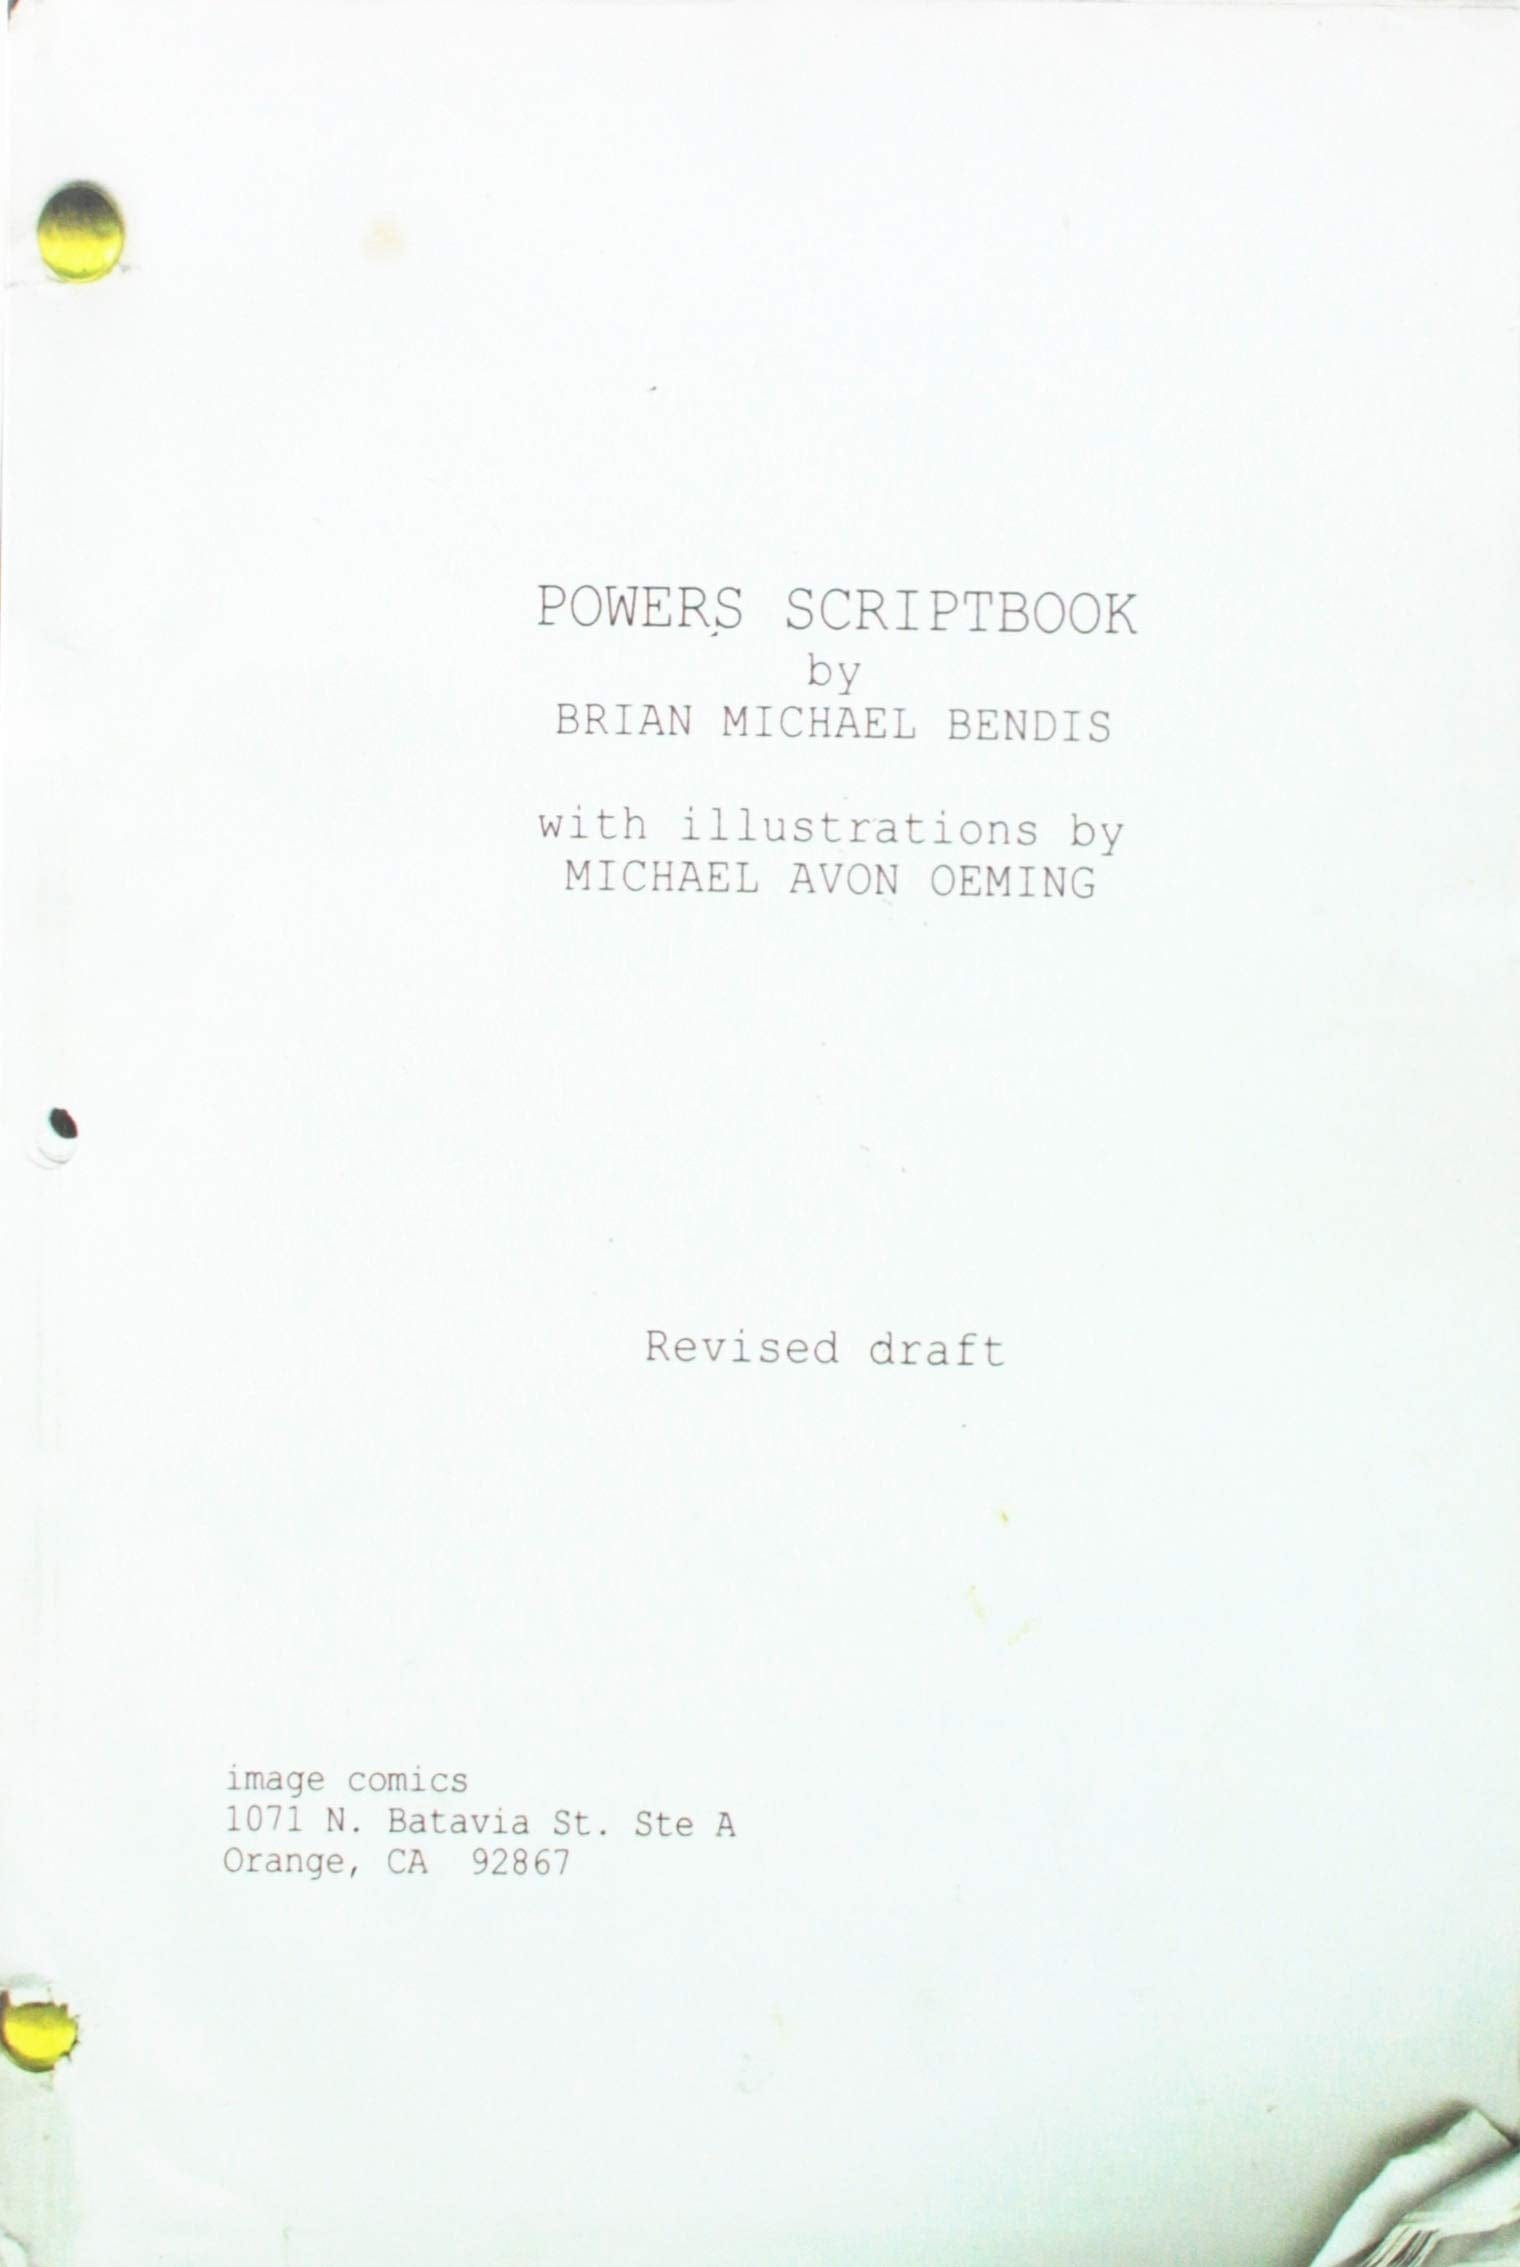 POWERS SCRIPTBOOK
by
BRIAN MICHAEL BENDIS
with illustrations by
MICHAEL AVON OEMING
Revised draft
image comics
1071 N. Batavia St. Ste A
Orange, CA 92867